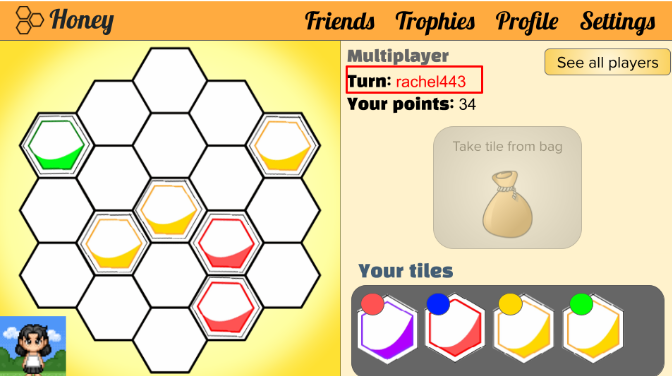 Honey
Friends Trophies Profile Settings
Multiplayer
See all players
Turn: rachel443
Your points: 34
Take tile from bag
Your tiles